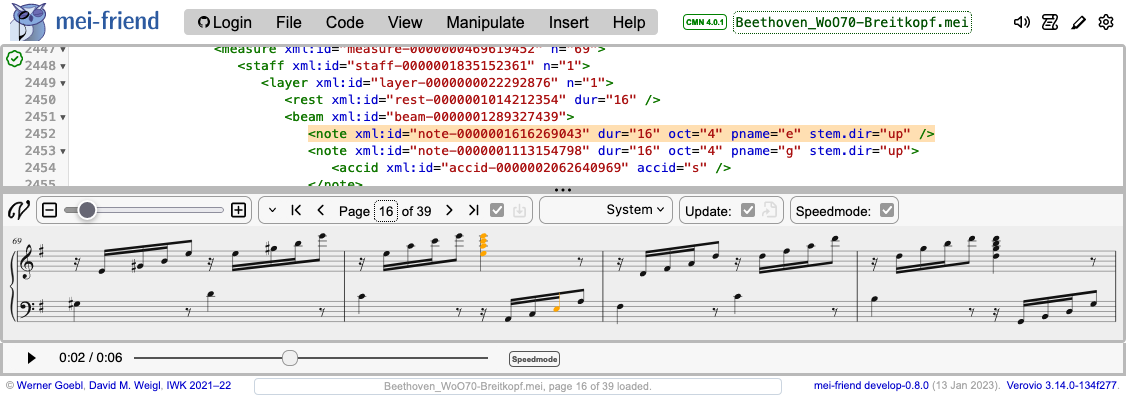 mei-friend Login File Code View Manipulate Insert Help CMN 4.0.1 Beethoven_WoO70-Breitkopf.mei
2447 <measure xml:id="measure-0000000469619452" n="69">
2448 <staff xml:id="staff-0000001835152361" n="1">
2449 <layer xml:id="layer-0000000022292876" n="1">
2450 <rest xml:id="rest-0000001014212354" dur="16" />
2451 <beam xml:id="beam-0000001289327439">
2452 <note xml:id="note-0000001616269043" dur="16" oct="4" pname="e" stem.dir="up" />
2453 <note xml:id="note-0000001113154798" dur="16" oct="4" pname="g" stem.dir="up">
2454 <accid xml:id="accid-0000002062640969" accid="s" />
2455 </note>
Page 16 of 39 System Update: Speedmode:
69
0:02 / 0:06 Speedmode
© Werner Goebl, David M. Weigl, IWK 2021–22 Beethoven_WoO70-Breitkopf.mei, page 16 of 39 loaded. mei-friend develop-0.8.0 (13 Jan 2023). Verovio 3.14.0-134f277.